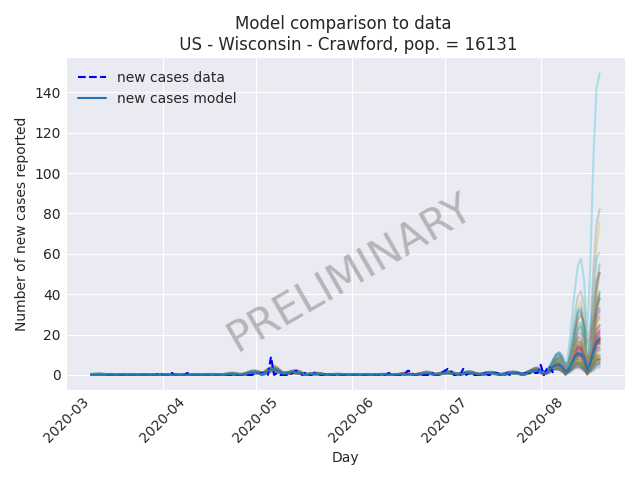 Model comparison to data
US - Wisconsin - Crawford, pop. = 16131
new cases data
new cases model
140
120
100
80
60
40
20
0
Number of new cases reported
PRELIMINARY
2020-03
2020-04
2020-05
2020-06
2020-07
2020-08
Day